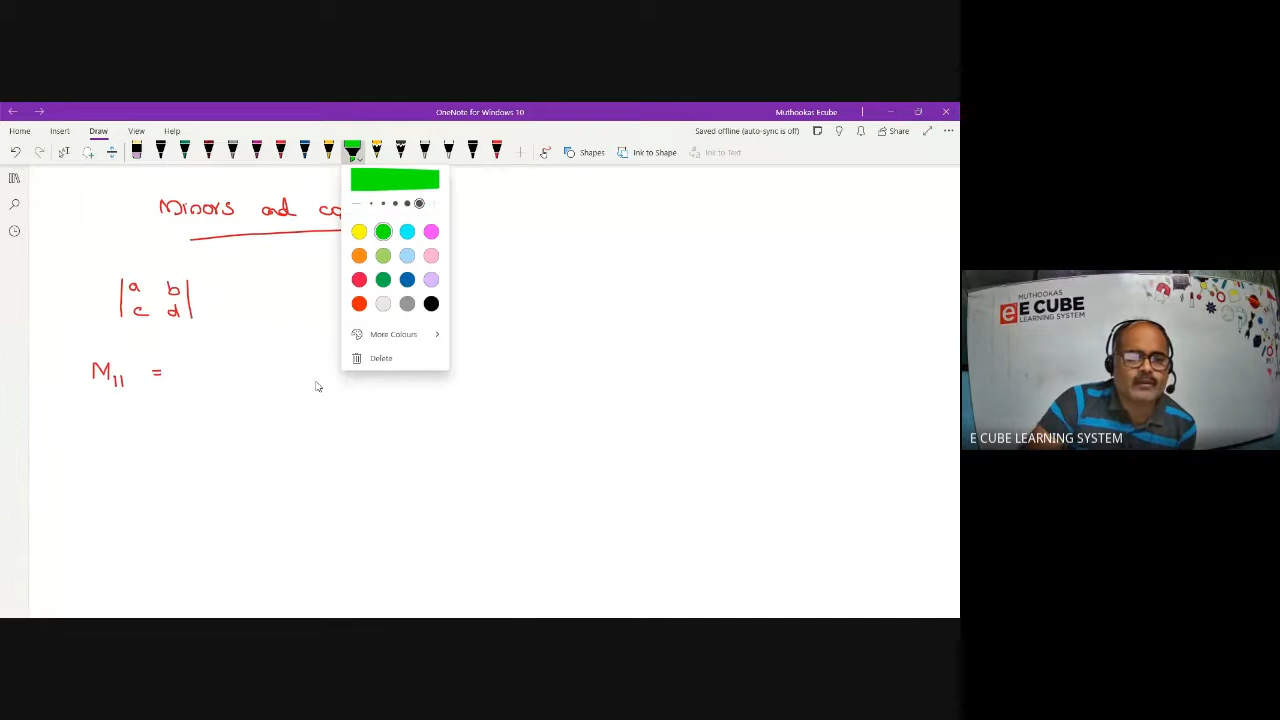 OneNote for Windows 10
Muthookas Ecube
Home Insert Draw View Help
Saved offline (auto-sync is off)
Share
Shapes
Ink to Shape
Ink to Text
Minors and
|a b|
|c d|
M11 =
More Colours
Delete
MUTHOOKAS
e E CUBE
LEARNING SYSTEM
E CUBE LEARNING SYSTEM